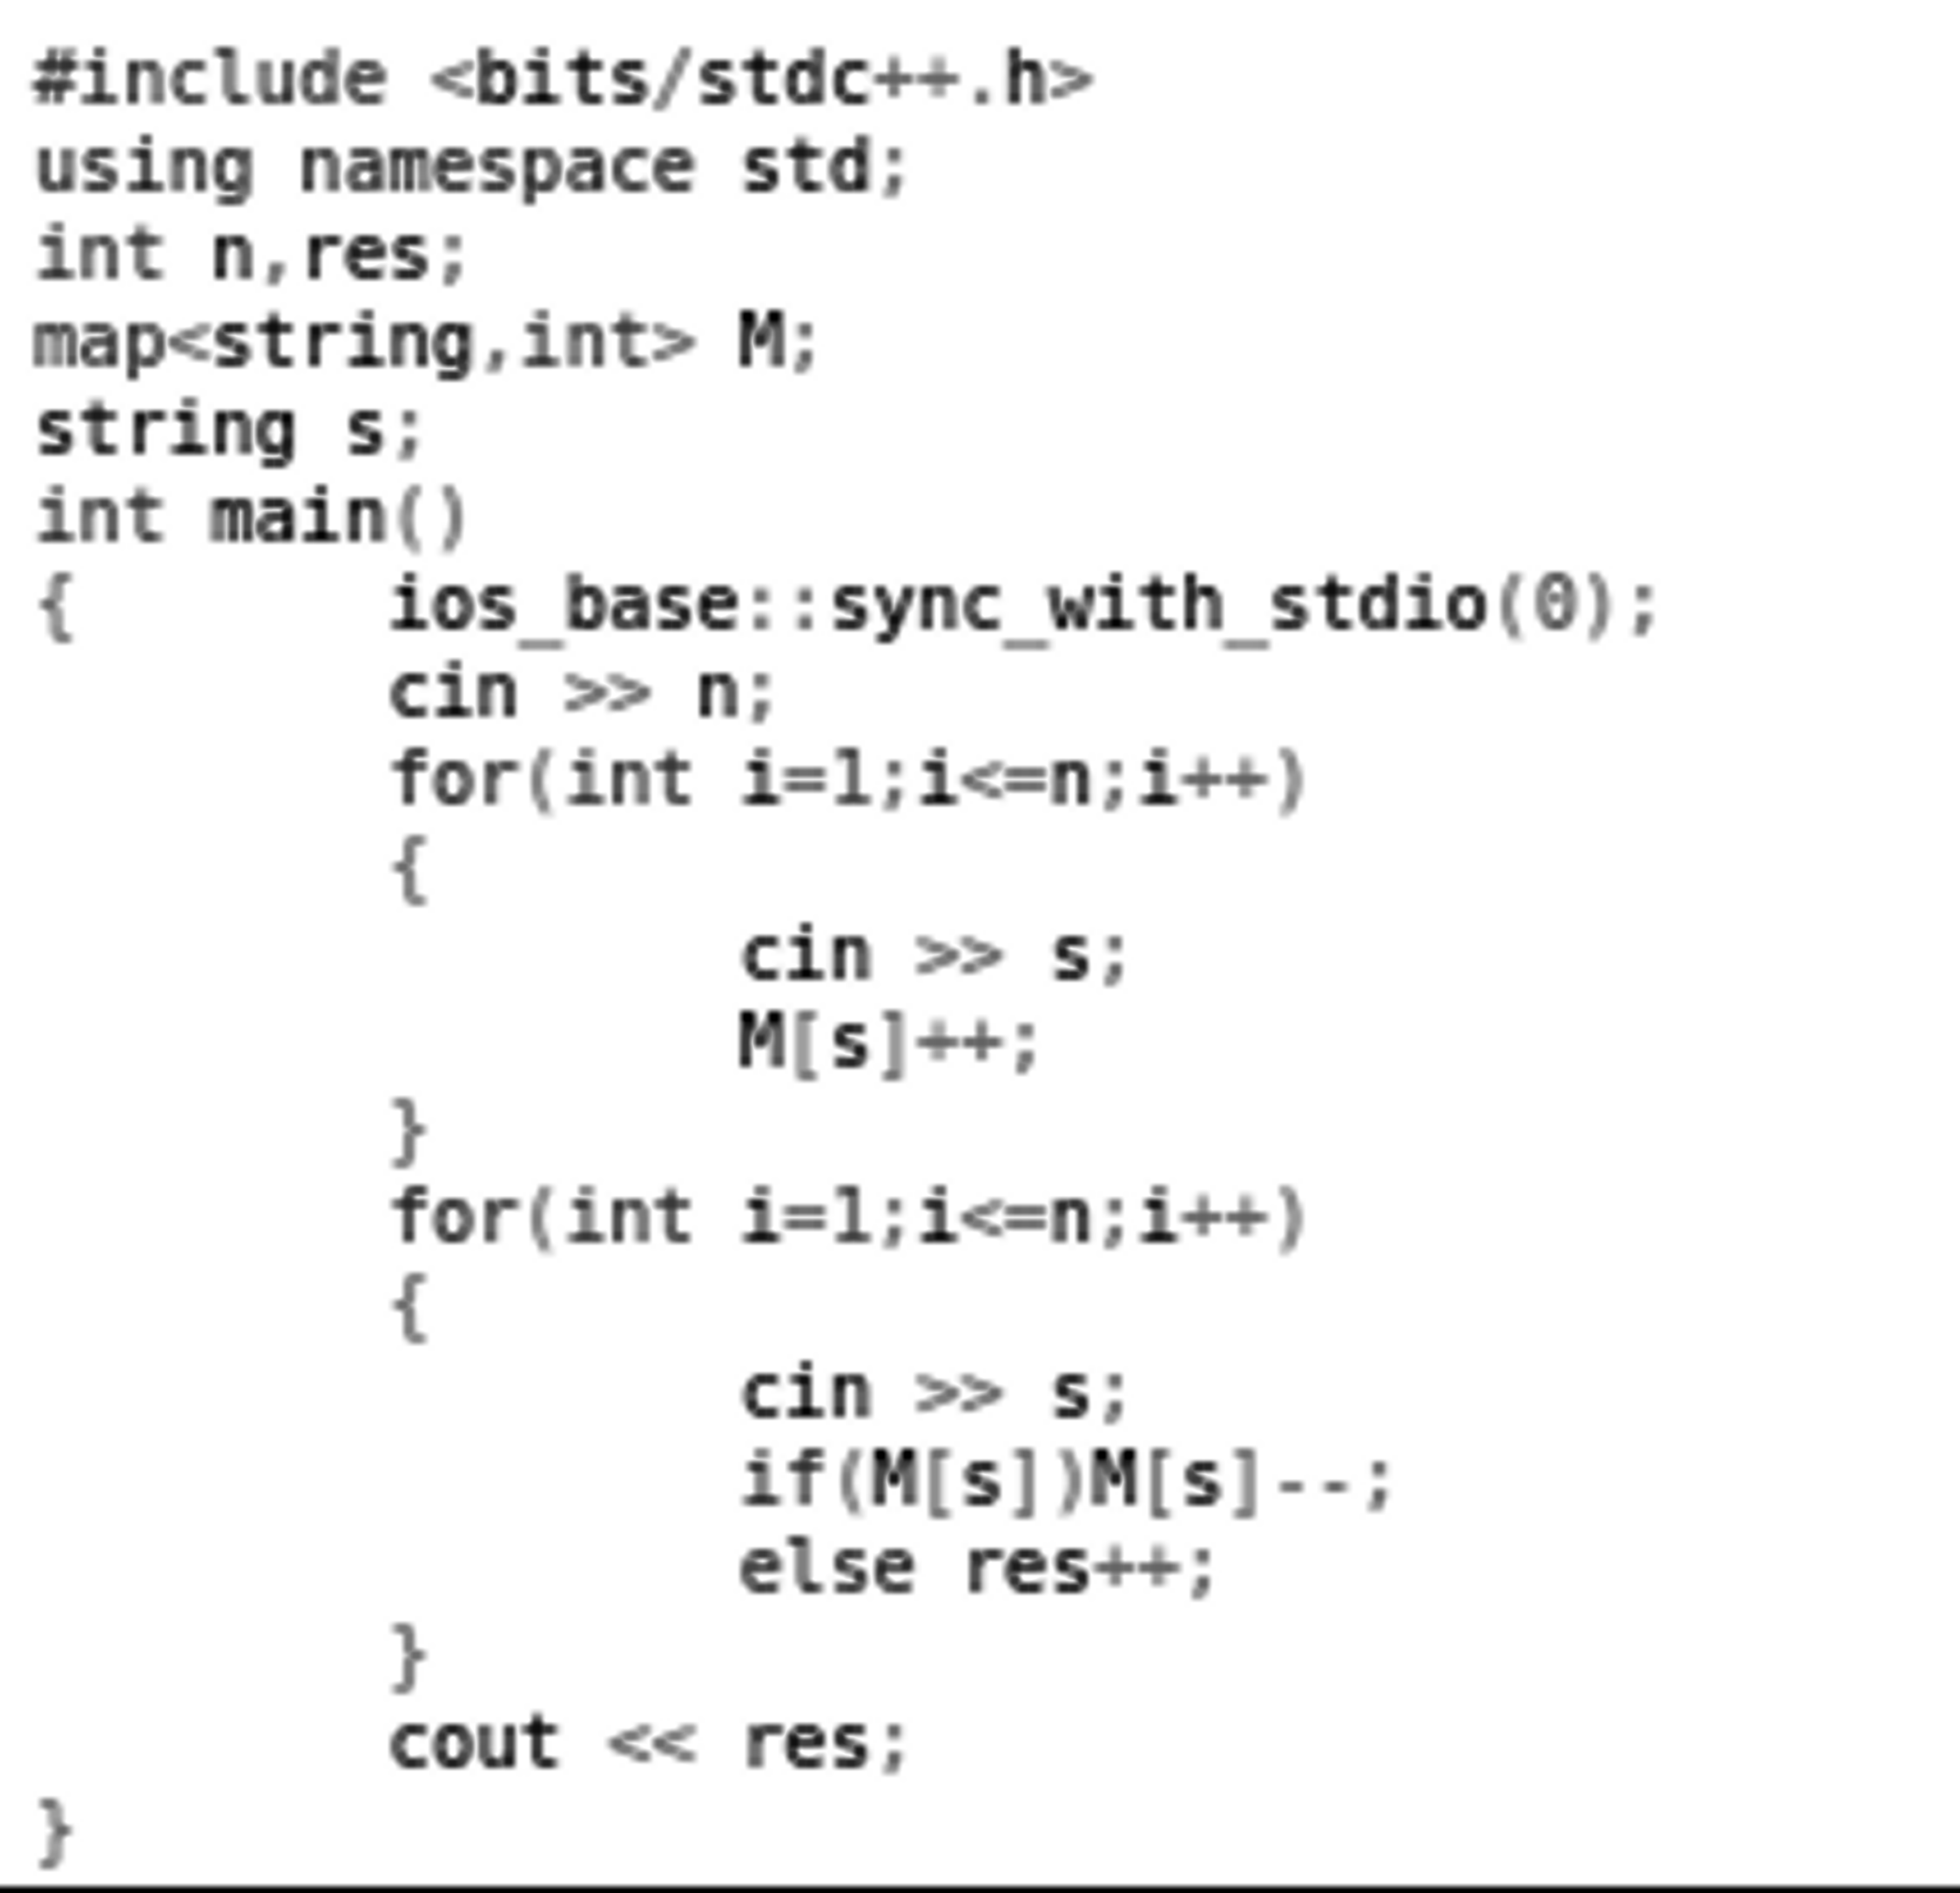 #include <bits/stdc++.h>
using namespace std;
int n,res;
map<string,int> M;
string s;
int main()
{       ios_base::sync_with_stdio(0);
        cin >> n;
        for(int i=1;i<=n;i++)
        {
                cin >> s;
                M[s]++;
        }
        for(int i=1;i<=n;i++)
        {
                cin >> s;
                if(M[s])M[s]--;
                else res++;
        }
        cout << res;
}